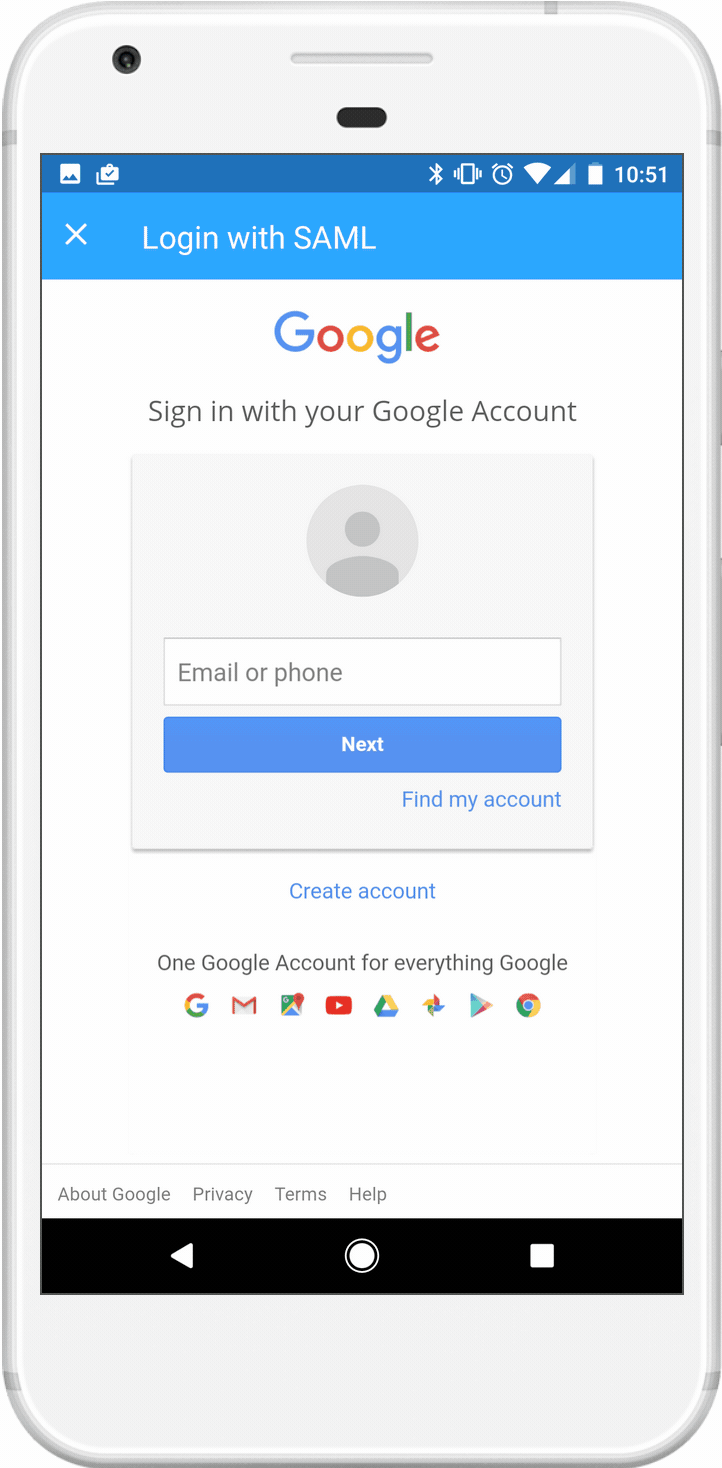 10:51
Login with SAML
Google
Sign in with your Google Account
Email or phone
Next
Find my account
Create account
One Google Account for everything Google
About Google Privacy Terms Help